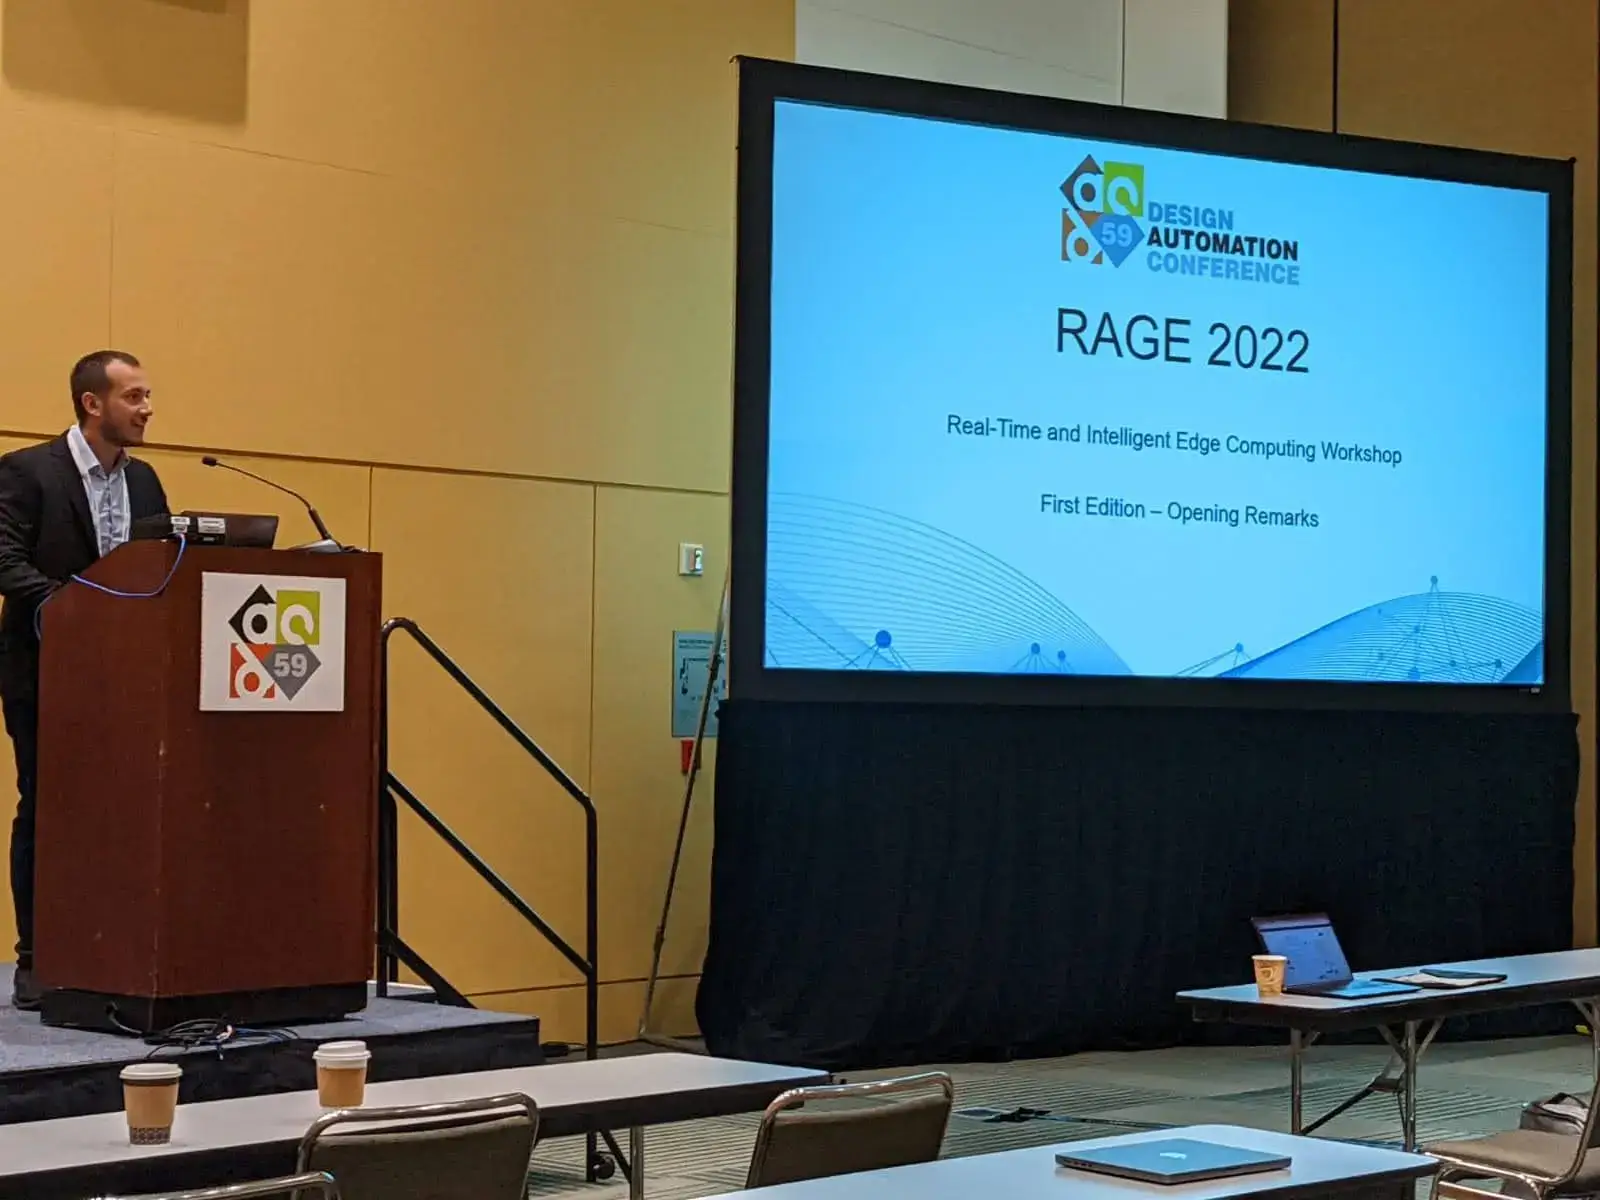 dac
59
DESIGN
AUTOMATION
CONFERENCE
RAGE 2022
Real-Time and Intelligent Edge Computing Workshop
First Edition – Opening Remarks
dac
59